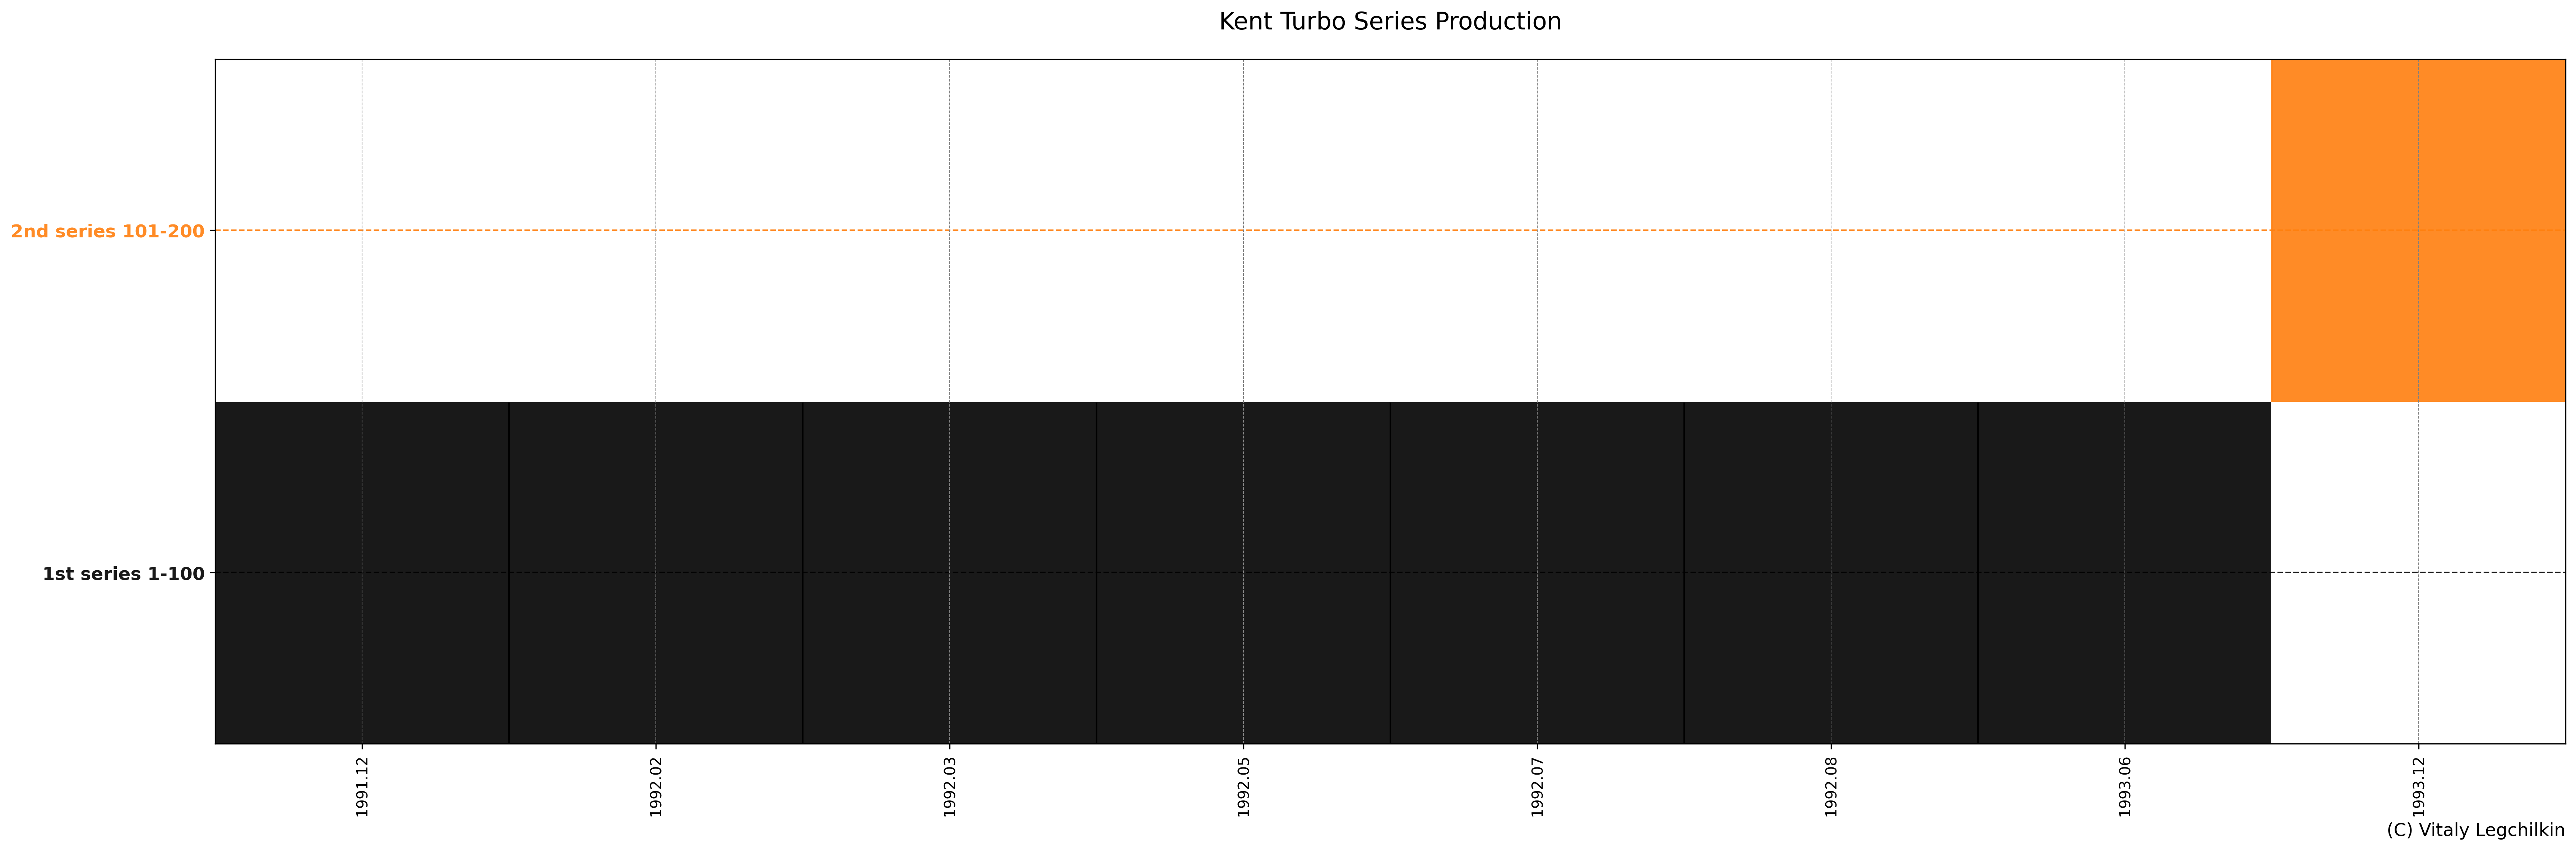 Kent Turbo Series Production
2nd series 101-200
1st series 1-100
1991.12
1992.02
1992.03
1992.05
1992.07
1992.08
1993.06
1993.12
(C) Vitaly Legchilkin